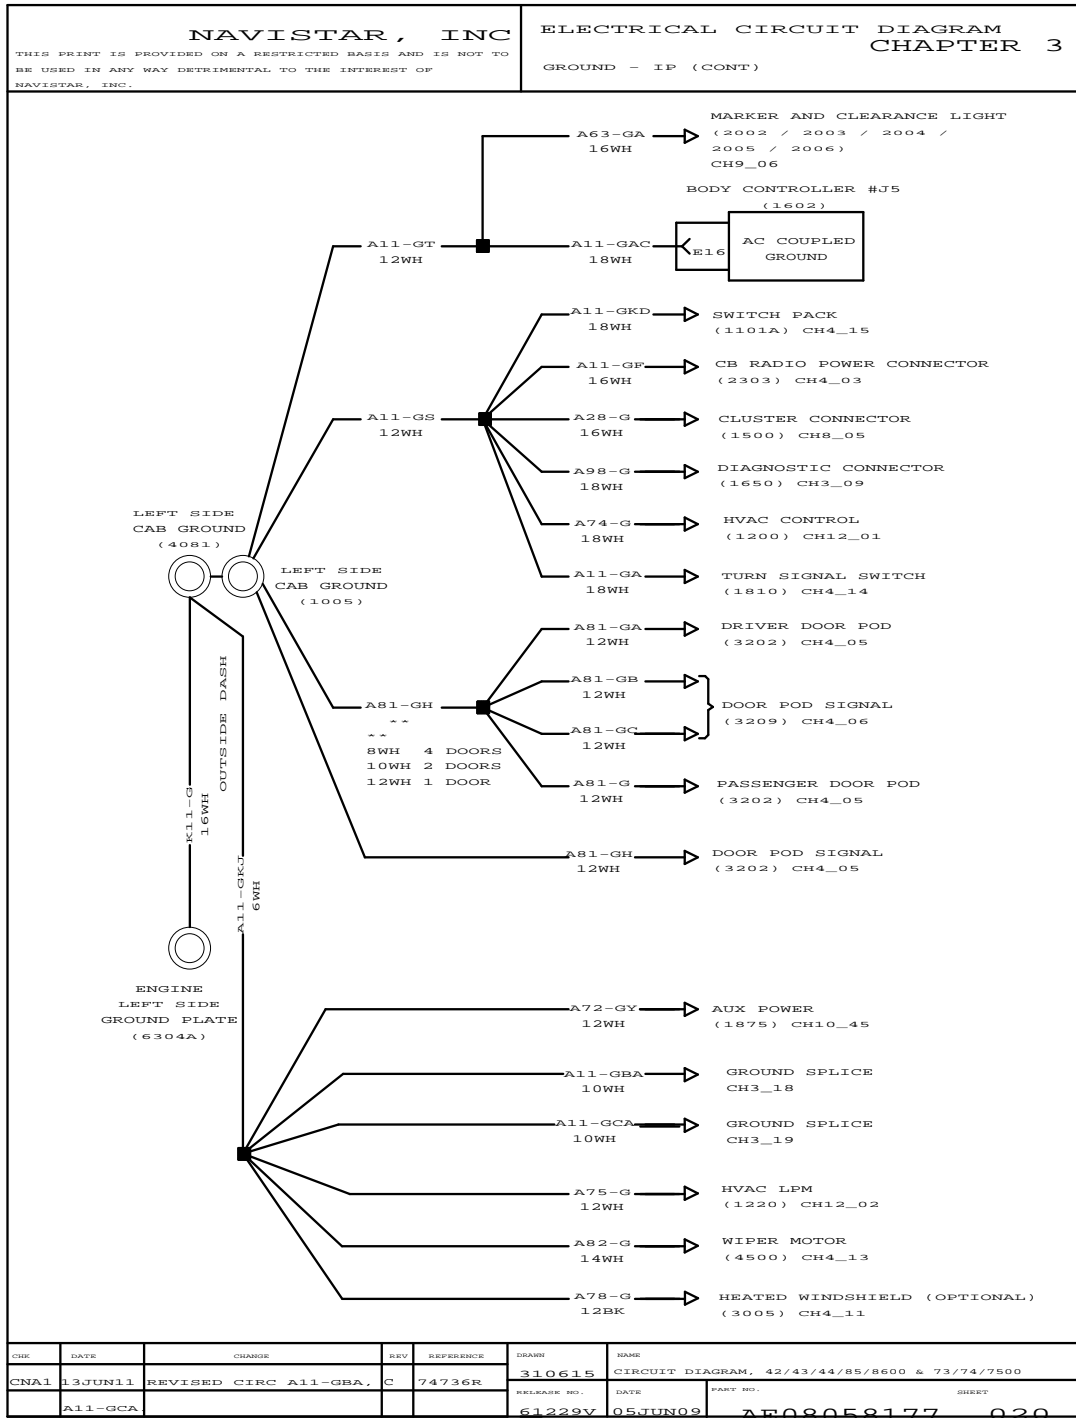 NAVISTAR, INC
THIS PRINT IS PROVIDED ON A RESTRICTED BASIS AND IS NOT TO
BE USED IN ANY WAY DETRIMENTAL TO THE INTEREST OF
NAVISTAR, INC.
ELECTRICAL CIRCUIT DIAGRAM
CHAPTER 3
GROUND - IP (CONT)
A63-GA
16WH
MARKER AND CLEARANCE LIGHT
(2002 / 2003 / 2004 /
2005 / 2006)
CH9_06
BODY CONTROLLER #J5
(1602)
A11-GT
12WH
A11-GAC
18WH
E16
AC COUPLED
GROUND
A11-GKD
18WH
SWITCH PACK
(1101A) CH4_15
A11-GF
16WH
CB RADIO POWER CONNECTOR
(2303) CH4_03
A11-GS
12WH
A28-G
16WH
CLUSTER CONNECTOR
(1500) CH8_05
A98-G
18WH
DIAGNOSTIC CONNECTOR
(1650) CH3_09
A74-G
18WH
HVAC CONTROL
(1200) CH12_01
LEFT SIDE
CAB GROUND
(4081)
LEFT SIDE
CAB GROUND
(1005)
A11-GA
18WH
TURN SIGNAL SWITCH
(1810) CH4_14
A81-GA
12WH
DRIVER DOOR POD
(3202) CH4_05
A81-GB
12WH
A81-GC
12WH
DOOR POD SIGNAL
(3209) CH4_06
A81-GH
**
**
8WH 4 DOORS
10WH 2 DOORS
12WH 1 DOOR
A81-G
12WH
PASSENGER DOOR POD
(3202) CH4_05
OUTSIDE DASH
K11-G
16WH
A81-GH
12WH
DOOR POD SIGNAL
(3202) CH4_05
A11-GKJ
6WH
ENGINE
LEFT SIDE
GROUND PLATE
(6304A)
A72-GY
12WH
AUX POWER
(1875) CH10_45
A11-GBA
10WH
GROUND SPLICE
CH3_18
A11-GCA
10WH
GROUND SPLICE
CH3_19
A75-G
12WH
HVAC LPM
(1220) CH12_02
A82-G
14WH
WIPER MOTOR
(4500) CH4_13
A78-G
12BK
HEATED WINDSHIELD (OPTIONAL)
(3005) CH4_11
CHK DATE CHANGE REV REFERENCE
CNA1 13JUN11 REVISED CIRC A11-GBA, C 74736R
A11-GCA
DRAWN
310615
NAME
CIRCUIT DIAGRAM, 42/43/44/85/8600 & 73/74/7500
RELEASE NO.
61229V
DATE
05JUN09
PART NO.
AE08058177
SHEET
020